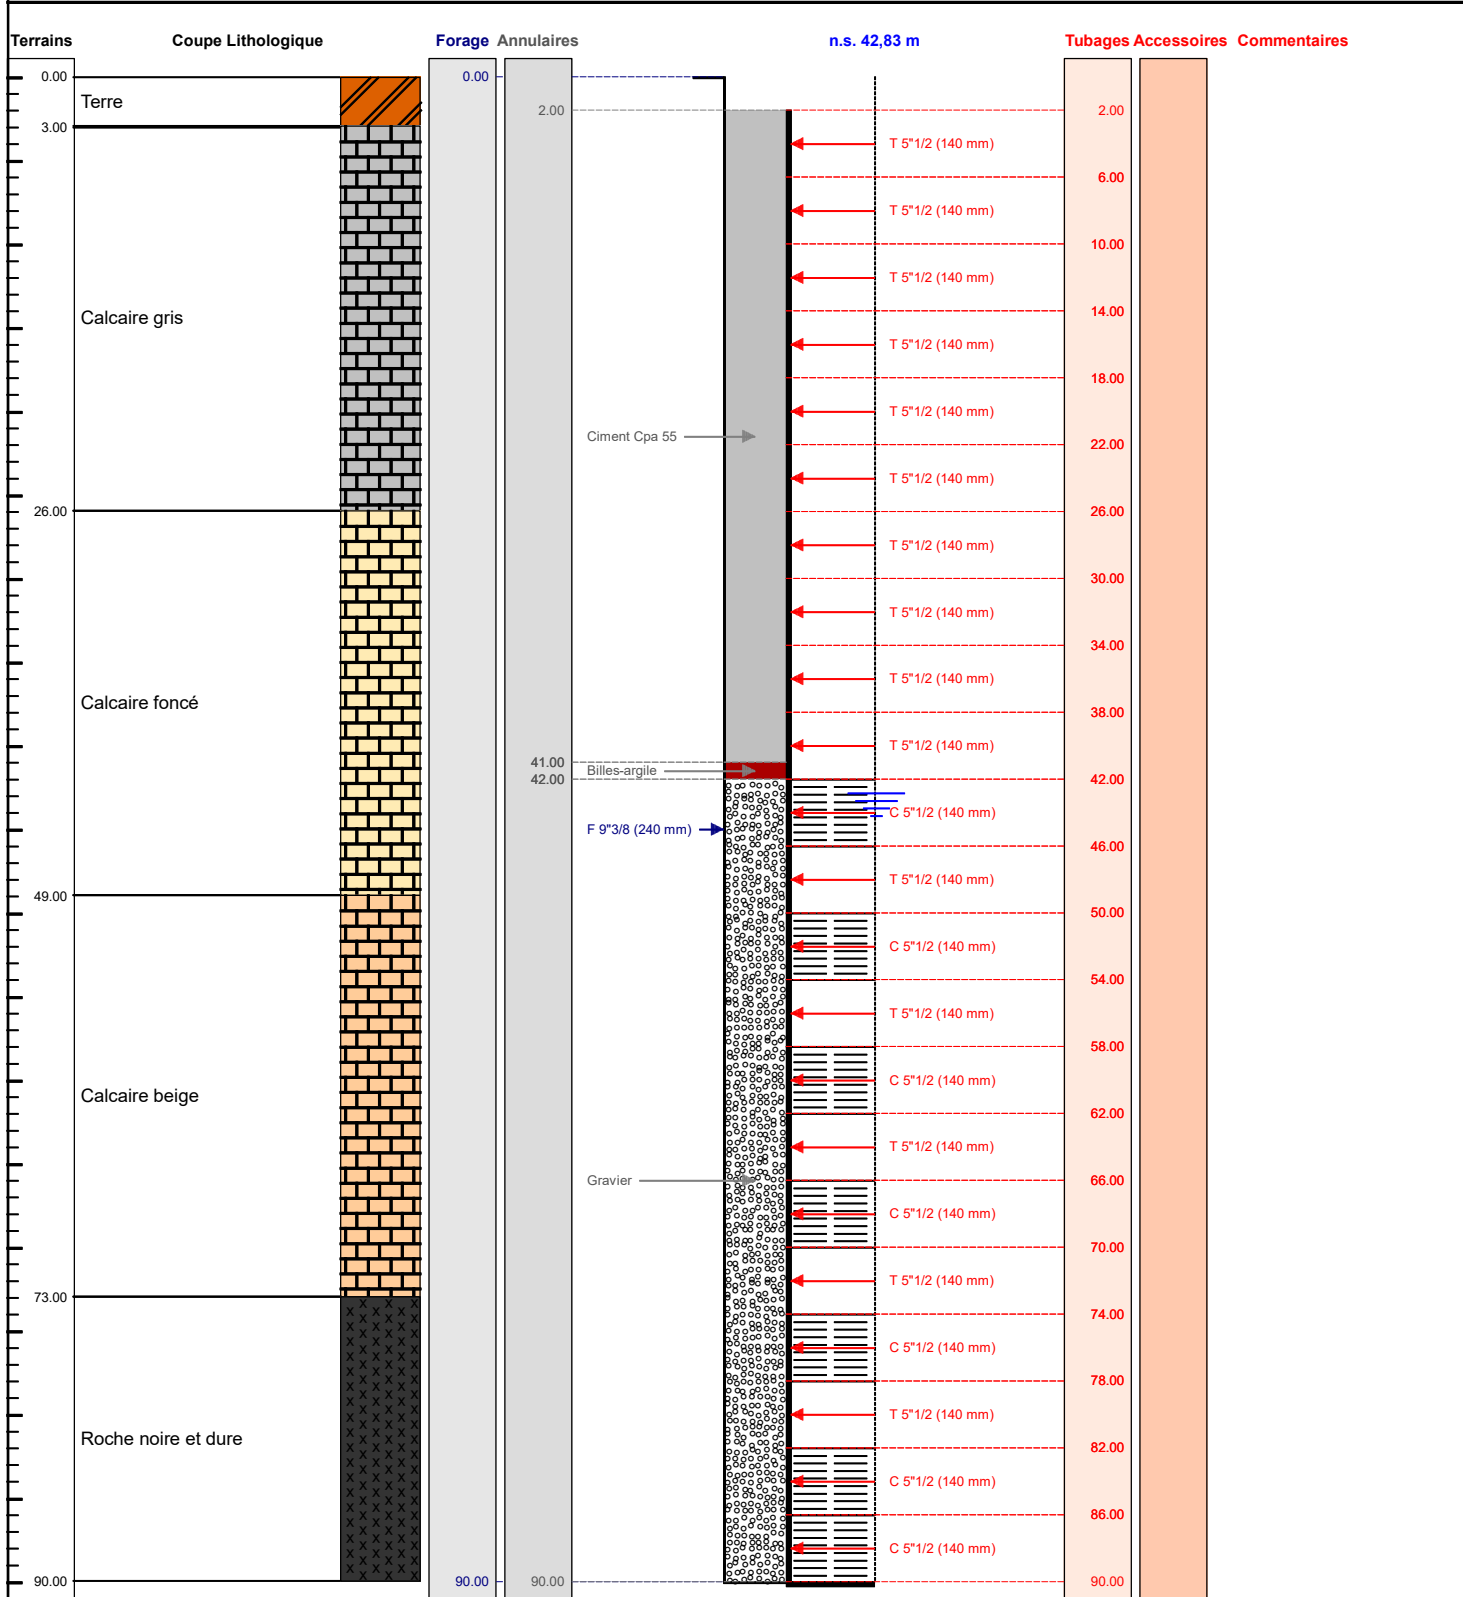 Terrains Coupe Lithologique Forage Annulaires n.s. 42,83 m Tubages Accessoires Commentaires
0.00 0.00
Terre
2.00 2.00
3.00
T 5"1/2 (140 mm)
6.00
T 5"1/2 (140 mm)
10.00
T 5"1/2 (140 mm)
14.00
Calcaire gris
T 5"1/2 (140 mm)
18.00
T 5"1/2 (140 mm)
Ciment Cpa 55
22.00
T 5"1/2 (140 mm)
26.00 26.00
T 5"1/2 (140 mm)
30.00
T 5"1/2 (140 mm)
34.00
T 5"1/2 (140 mm)
Calcaire foncé
38.00
T 5"1/2 (140 mm)
41.00
Billes-argile
42.00 42.00
C 5"1/2 (140 mm)
F 9"3/8 (240 mm)
46.00
T 5"1/2 (140 mm)
49.00
50.00
C 5"1/2 (140 mm)
54.00
T 5"1/2 (140 mm)
58.00
C 5"1/2 (140 mm)
Calcaire beige
62.00
T 5"1/2 (140 mm)
Gravier 66.00
C 5"1/2 (140 mm)
70.00
T 5"1/2 (140 mm)
73.00
74.00
C 5"1/2 (140 mm)
78.00
T 5"1/2 (140 mm)
Roche noire et dure
82.00
C 5"1/2 (140 mm)
86.00
C 5"1/2 (140 mm)
90.00 90.00 90.00 90.00